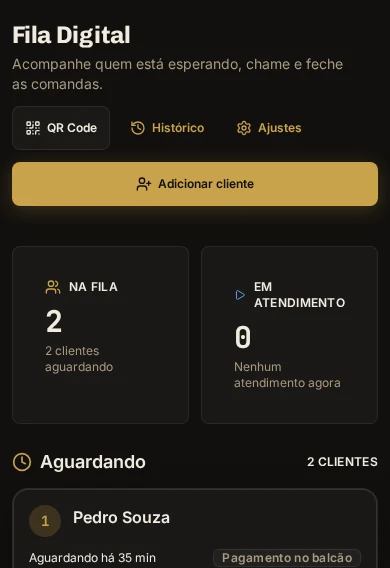 Fila Digital
Acompanhe quem está esperando, chame e feche
as comandas.
QR Code
Histórico
Ajustes
Adicionar cliente
NA FILA
2
2 clientes
aguardando
EM
ATENDIMENTO
0
Nenhum
atendimento agora
Aguardando
2 CLIENTES
1
Pedro Souza
Aguardando há 35 min
Pagamento no balcão